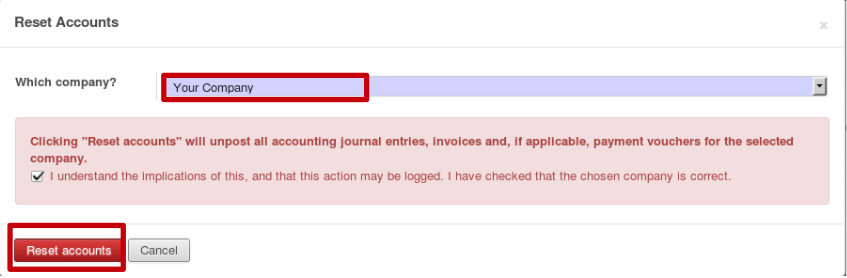 Reset Accounts
×
Which company?
Your Company
Clicking "Reset accounts" will unpost all accounting journal entries, invoices and, if applicable, payment vouchers for the selected
company.
I understand the implications of this, and that this action may be logged. I have checked that the chosen company is correct.
Reset accounts
Cancel